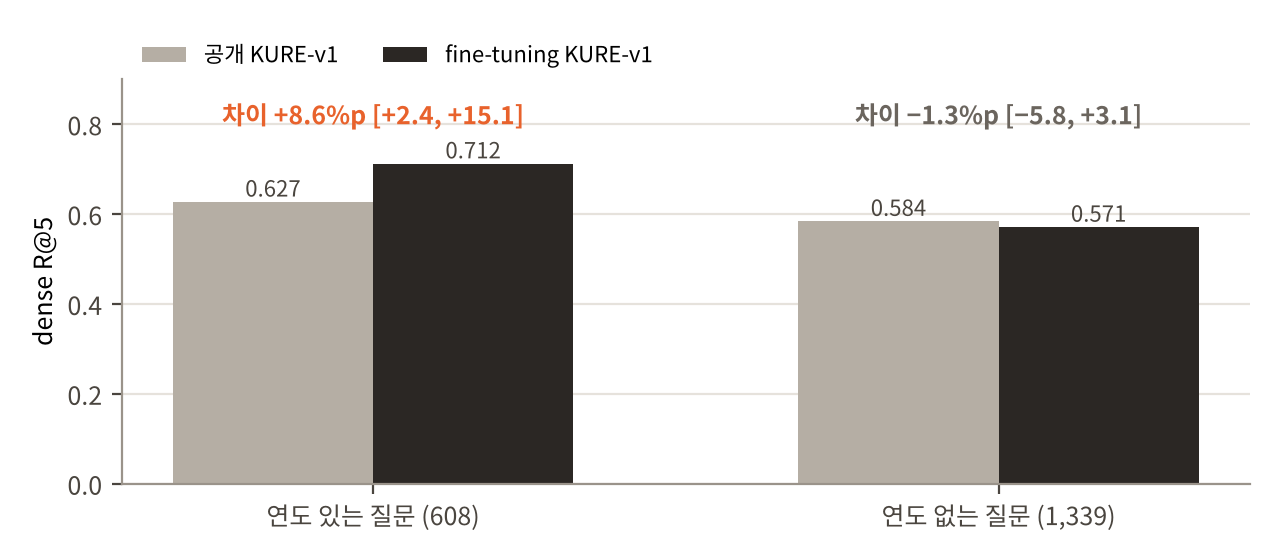 공개 KURE-v1
fine-tuning KURE-v1
차이 +8.6%p [+2.4, +15.1]
차이 −1.3%p [−5.8, +3.1]
0.8
0.712
0.627
0.6
0.584
0.571
dense R@5
0.4
0.2
0.0
연도 있는 질문 (608)
연도 없는 질문 (1,339)